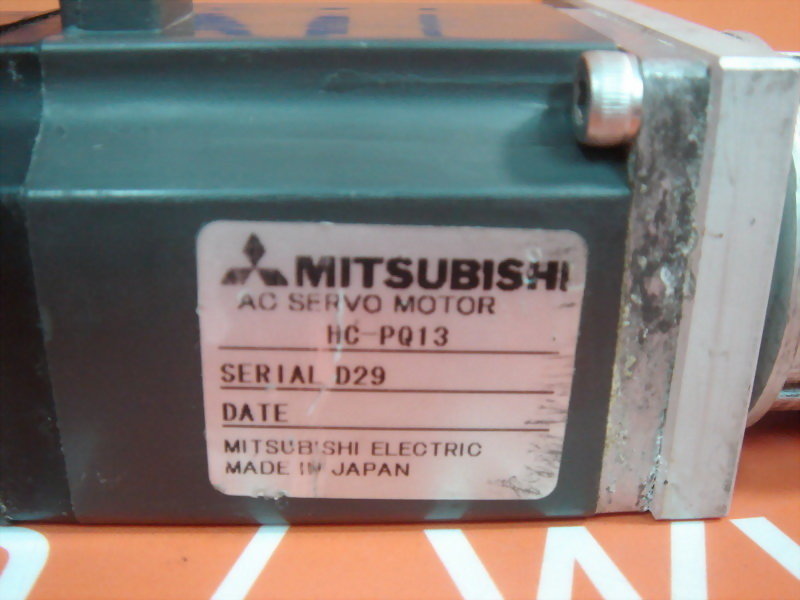 MITSUBISHI
AC SERVO MOTOR
HC-PQ13
SERIAL D29
DATE
MITSUBISHI ELECTRIC
MADE IN JAPAN